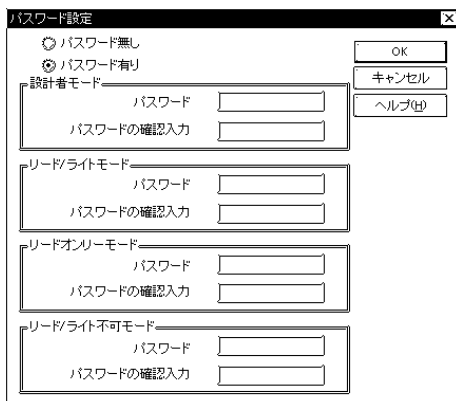 パスワード設定
パスワード無し
パスワード有り
OK
キャンセル
ヘルプ(H)
設計者モード
パスワード
パスワードの確認入力
リード/ライトモード
パスワード
パスワードの確認入力
リードオンリーモード
パスワード
パスワードの確認入力
リード/ライト不可モード
パスワード
パスワードの確認入力